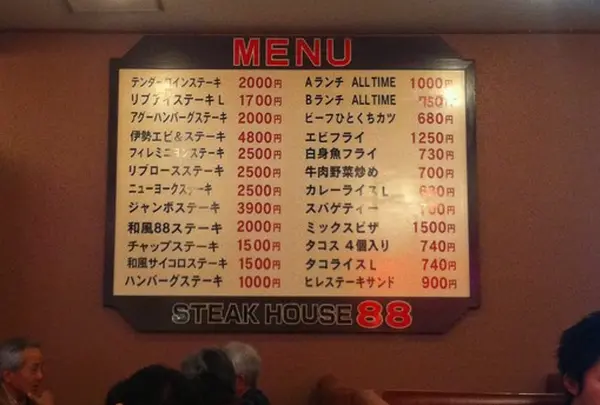 MENU
テンダーロインステーキ 2000円
リブアイステーキL 1700円
アグーハンバーグステーキ 2000円
伊勢エビ&ステーキ 4800円
フィレミニヨンステーキ 2500円
リブロースステーキ 2500円
ニューヨークステーキ 2500円
ジャンボステーキ 3900円
和風88ステーキ 2000円
チャップステーキ 1500円
和風サイコロステーキ 1500円
ハンバーグステーキ 1000円
Aランチ ALLTIME 1000円
Bランチ ALLTIME 750円
ビーフひとくちカツ 680円
エビフライ 1250円
白身魚フライ 730円
牛肉野菜炒め 700円
カレーライスL 630円
スパゲティー
ミックスピザ 1500円
タコス 4個入り 740円
タコライスL 740円
ヒレステーキサンド 900円
STEAK HOUSE 88